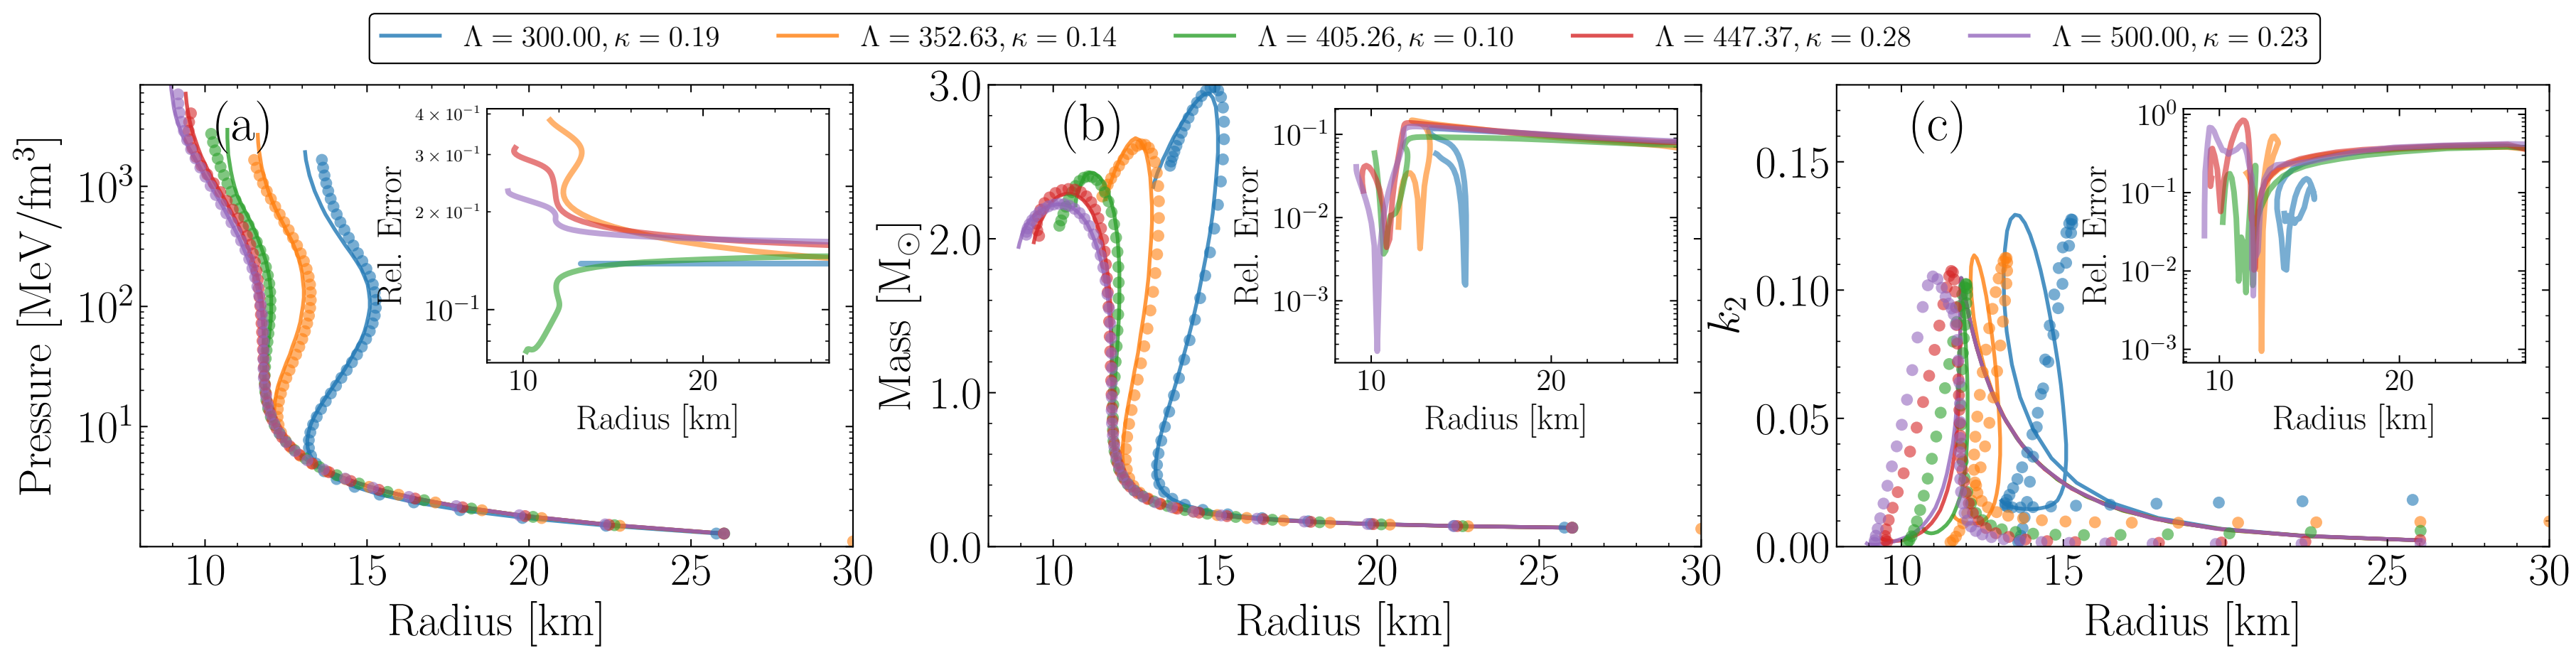 Λ = 300.00, κ = 0.19
Λ = 352.63, κ = 0.14
Λ = 405.26, κ = 0.10
Λ = 447.37, κ = 0.28
Λ = 500.00, κ = 0.23
(a)
Pressure [MeV/fm³]
10³
10²
10¹
10 15 20 25 30
Radius [km]
Rel. Error
4 × 10⁻¹
3 × 10⁻¹
2 × 10⁻¹
10⁻¹
10 20
Radius [km]
(b)
Mass [M⊙]
3.0
2.0
1.0
0.0
10 15 20 25 30
Radius [km]
Rel. Error
10⁻¹
10⁻²
10⁻³
10 20
Radius [km]
(c)
k₂
0.15
0.10
0.05
0.00
10 15 20 25 30
Radius [km]
Rel. Error
10⁰
10⁻¹
10⁻²
10⁻³
10 20
Radius [km]